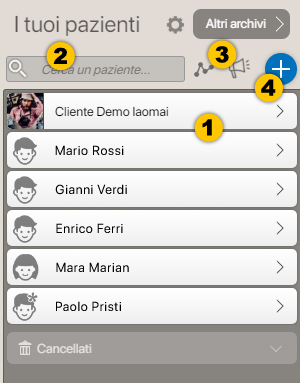 I tuoi pazienti
Altri archivi
2
3
Cerca un paziente...
4
Cliente Demo Iaomai
1
Mario Rossi
Gianni Verdi
Enrico Ferri
Mara Marian
Paolo Pristi
Cancellati